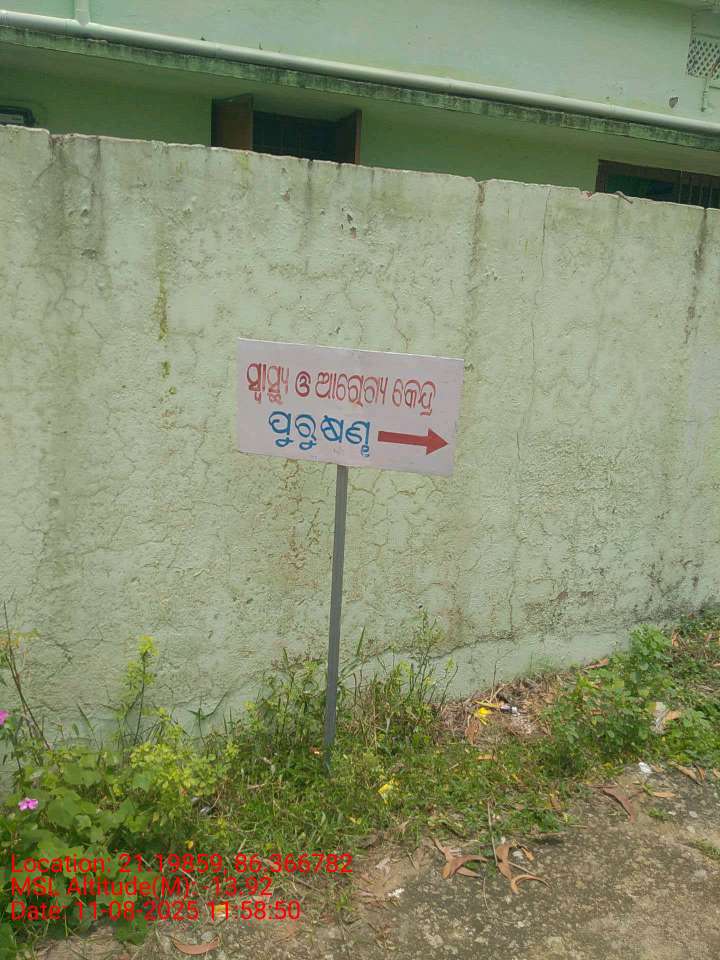 ସ୍ୱାସ୍ଥ୍ୟ ଓ ଆରୋଗ୍ୟ କେନ୍ଦ୍ର
ପୁରୁଷଣ୍ଢ
Location: 21.19859, 86.366782
MSL Altitude(M): -13.92
Date: 11-08-2025 11:58:50